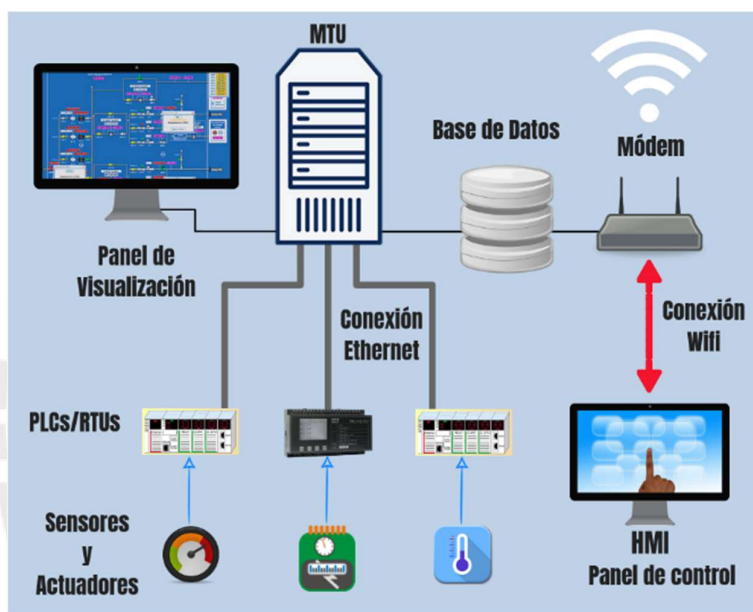 MTU
Base de Datos
Módem
Panel de
Visualización
Conexión
Ethernet
Conexión
Wifi
PLCs/RTUs
Sensores
y
Actuadores
HMI
Panel de control